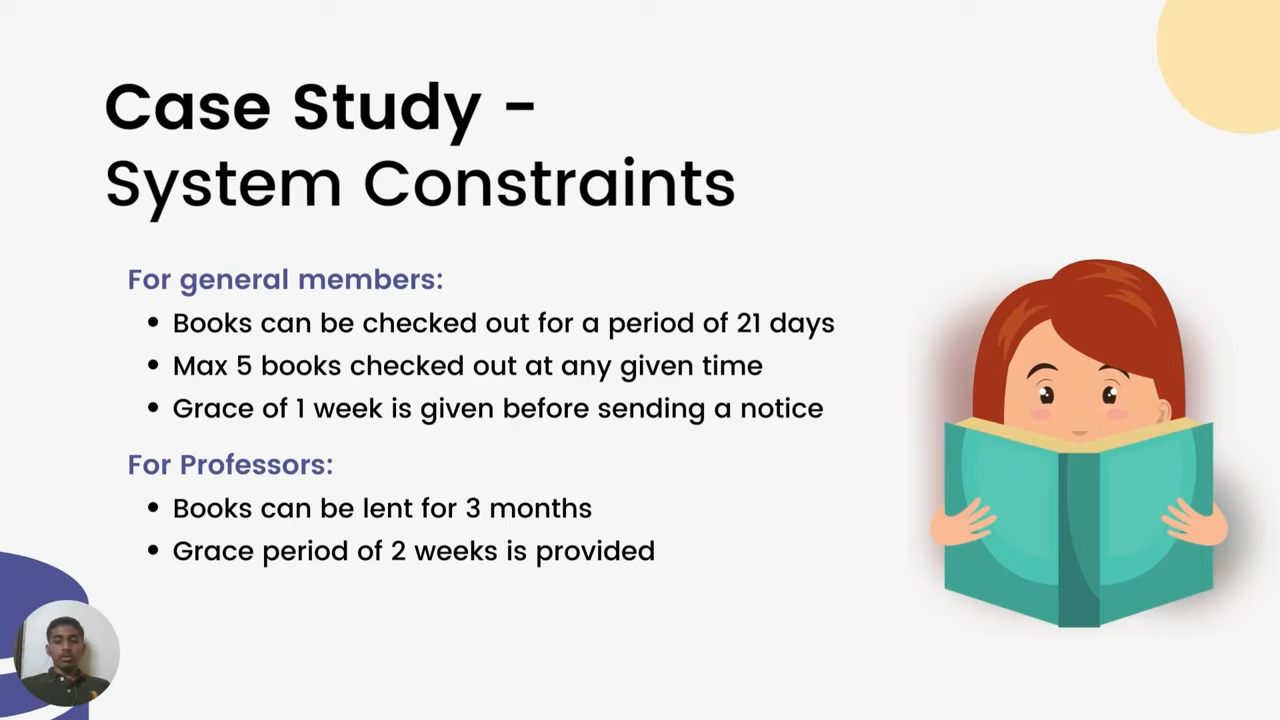 Case Study -
System Constraints
For general members:
• Books can be checked out for a period of 21 days
• Max 5 books checked out at any given time
• Grace of 1 week is given before sending a notice
For Professors:
• Books can be lent for 3 months
• Grace period of 2 weeks is provided